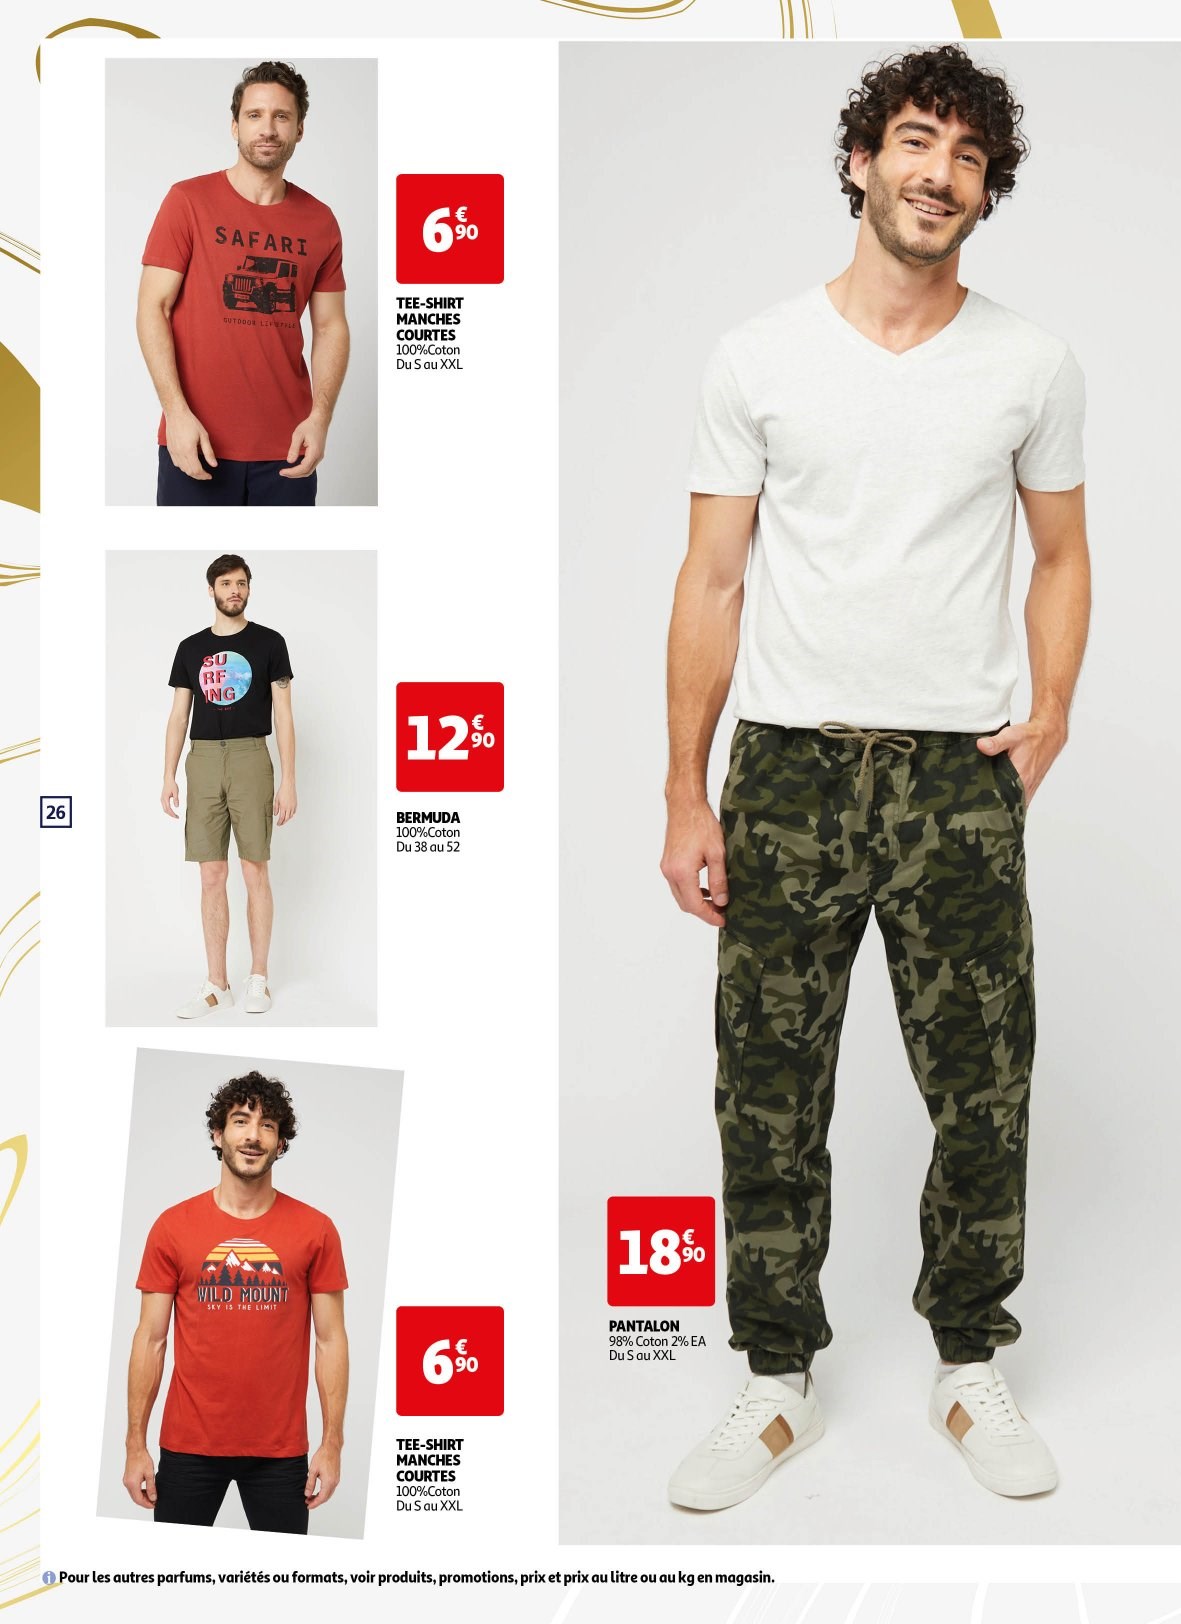 SAFARI
OUTDOOR
6€90
TEE-SHIRT
MANCHES
COURTES
100%Coton
Du S au XXL
SU
RF
ING
12€90
BERMUDA
100%Coton
Du 38 au 52
26
WILD MOUNT
SKY IS THE LIMIT
6€90
TEE-SHIRT
MANCHES
COURTES
100%Coton
Du S au XXL
18€90
PANTALON
98% Coton 2% EA
Du S au XXL
i Pour les autres parfums, variétés ou formats, voir produits, promotions, prix et prix au litre ou au kg en magasin.